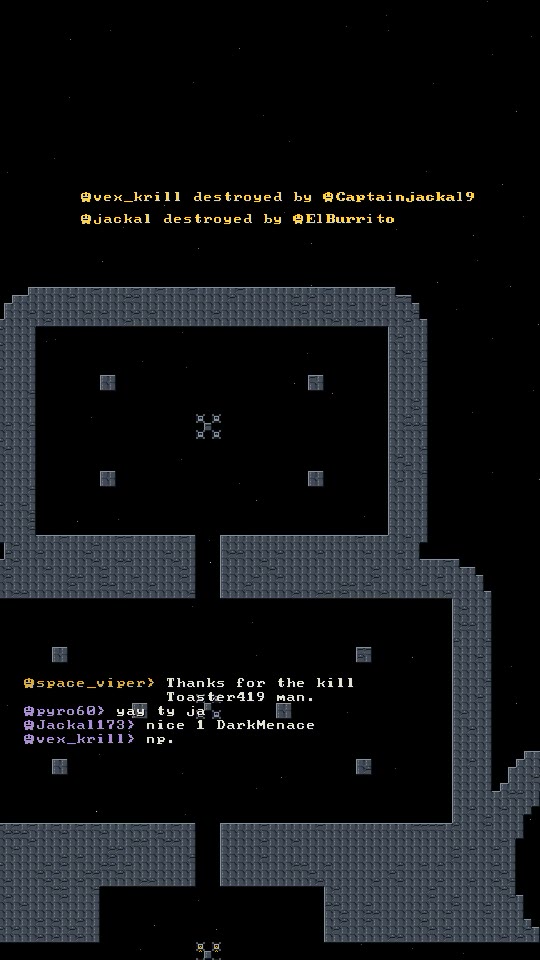 vex_krill destroyed by Captainjackal9
jackal destroyed by ElBurrito
space_viper> Thanks for the kill
Toaster419 man.
pyro60> yay ty ja
Jackal173> nice 1 DarkMenace
vex_krill> np.